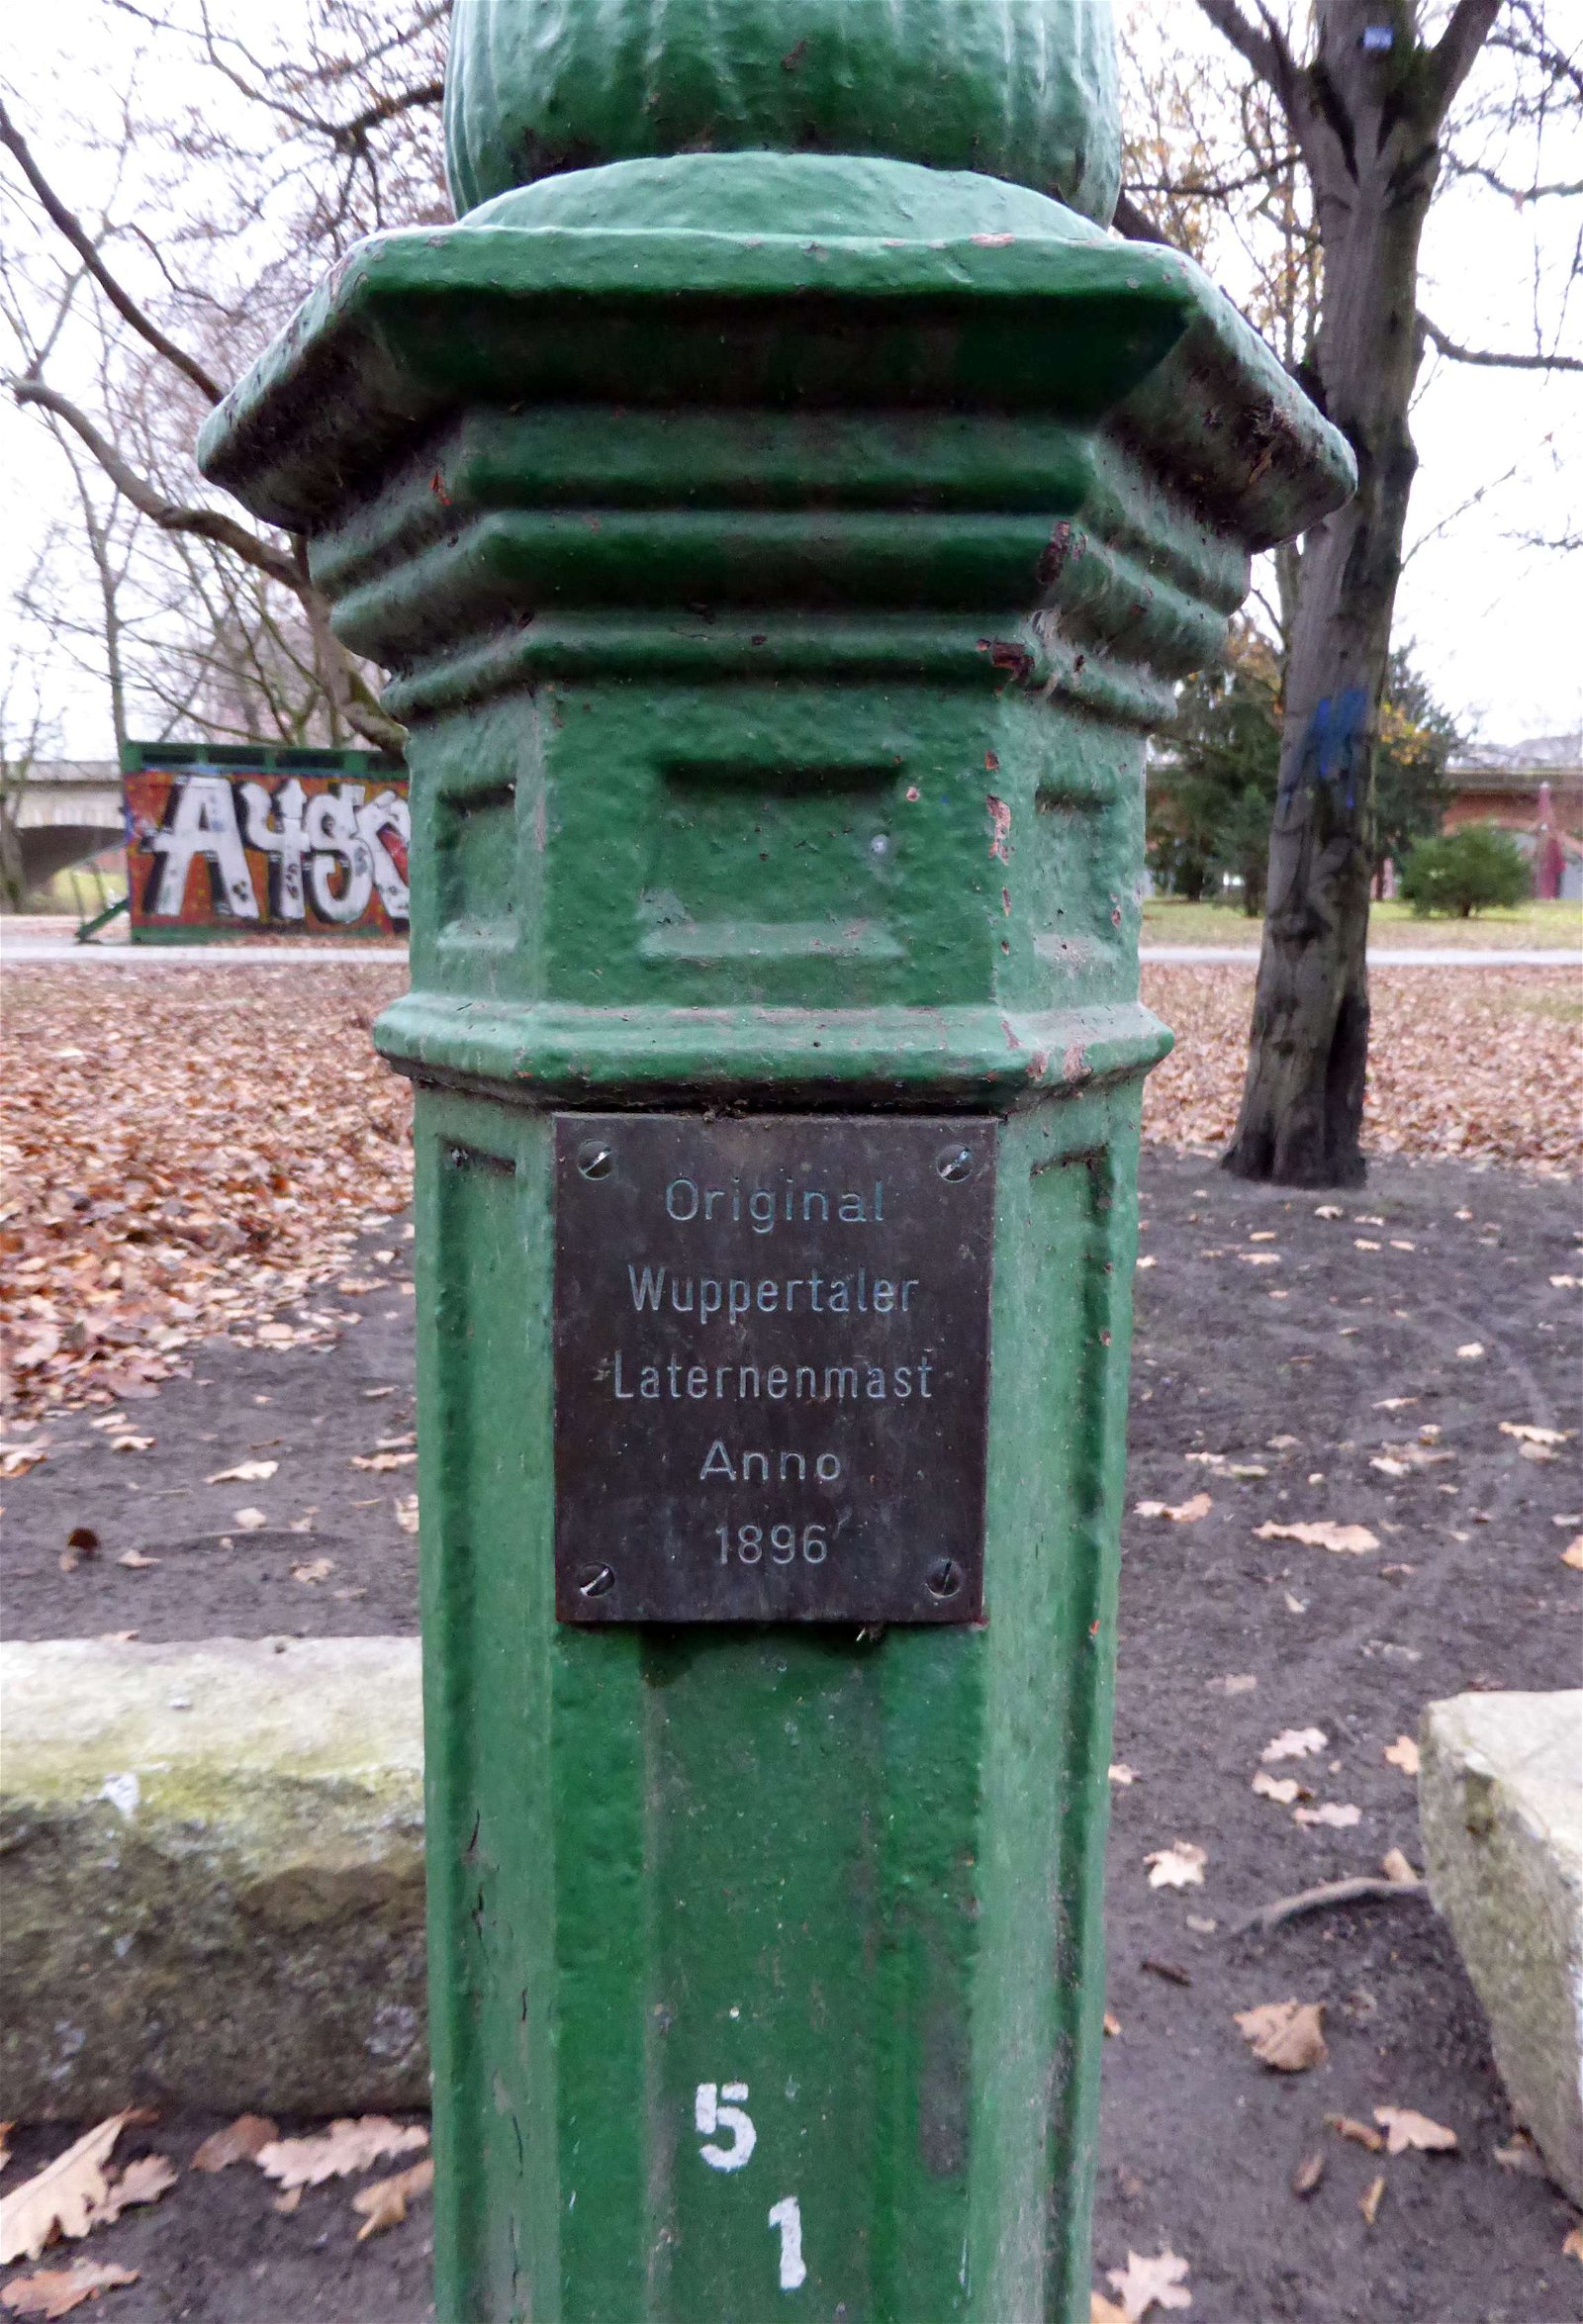 Original
Wuppertaler
Laternenmast
Anno
1896
5
1